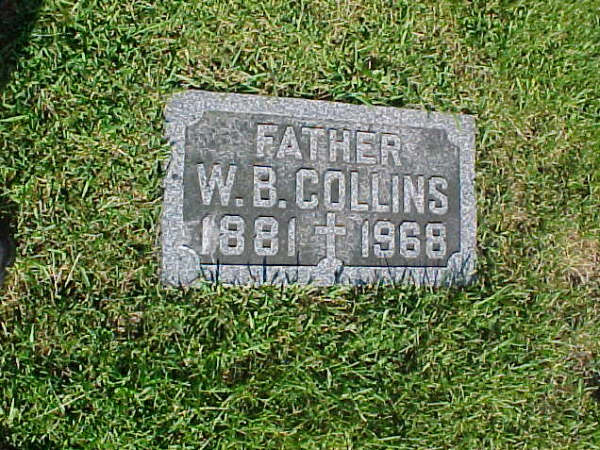 FATHER
W. B. COLLINS
1881 ✝ 1968